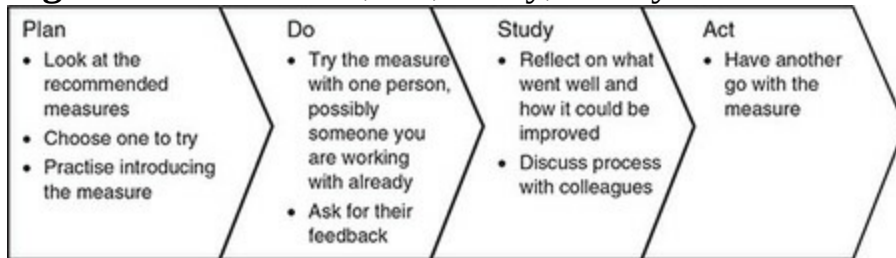 Plan
• Look at the
recommended
measures
• Choose one to try
• Practise introducing
the measure
Do
• Try the measure
with one person,
possibly
someone you
are working
with already
• Ask for their
feedback
Study
• Reflect on what
went well and
how it could be
improved
• Discuss process
with colleagues
Act
• Have another
go with the
measure